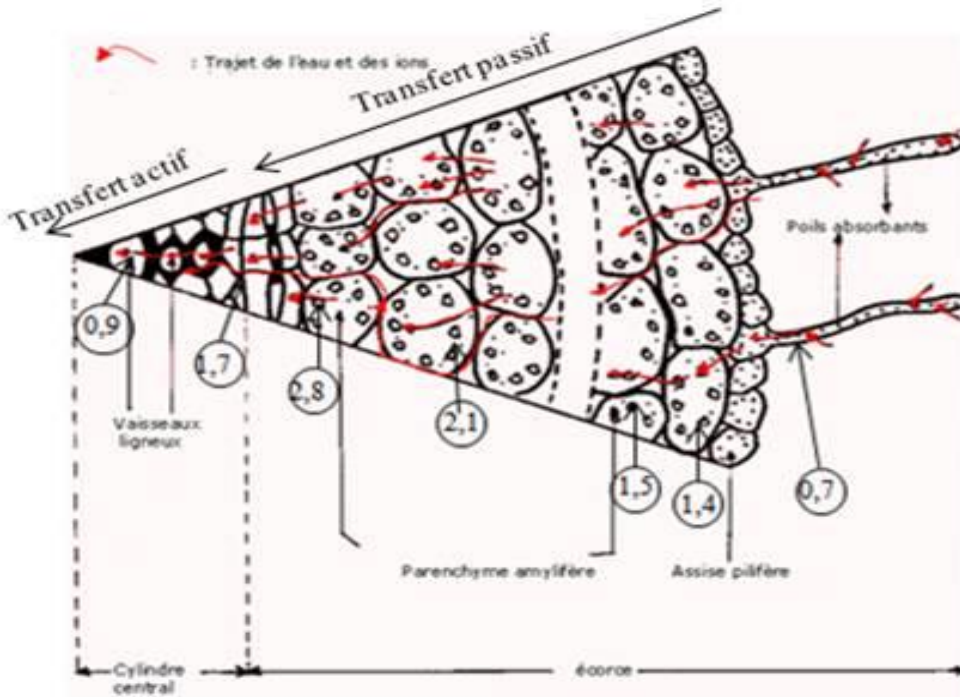 : Trajet de l'eau et des ions
Transfert passif
Transfert actif
Poils absorbants
0,9
1,7
2,8
2,1
1,5
1,4
0,7
Vaisseaux
ligneux
Parenchyme amylifère
Assise pilifère
Cylindre
central
écorce